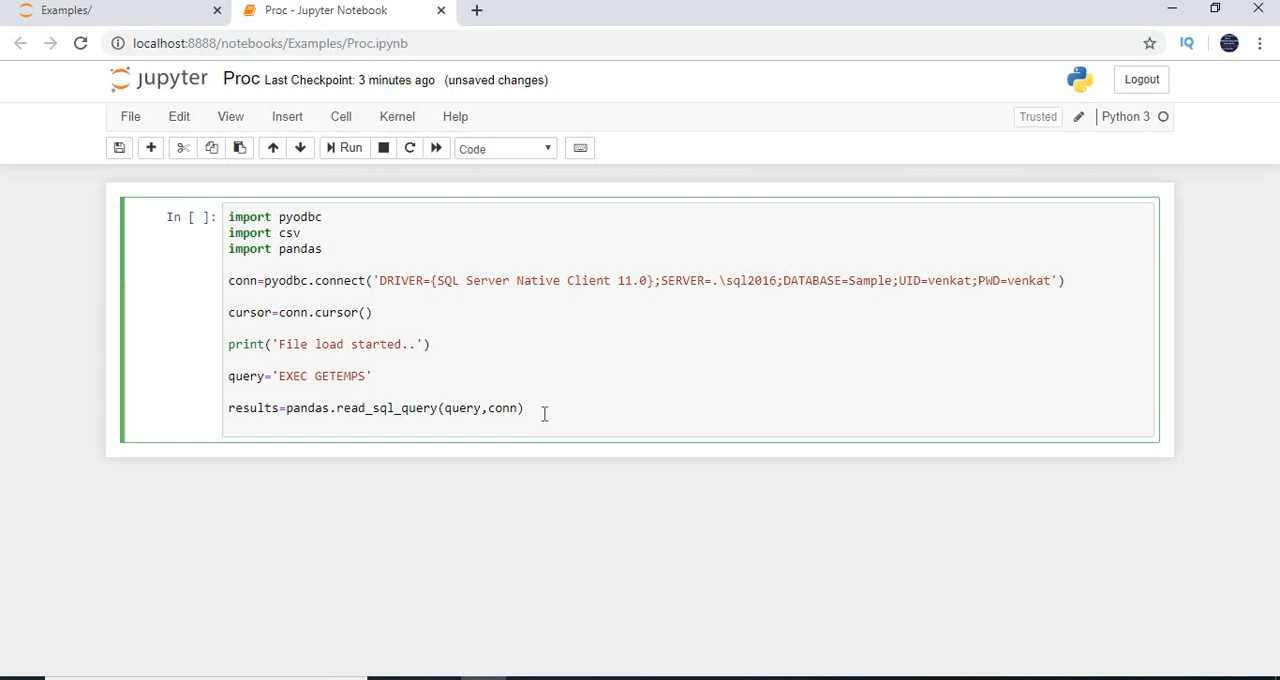 Examples/
Proc - Jupyter Notebook
localhost:8888/notebooks/Examples/Proc.ipynb
IQ
jupyter Proc Last Checkpoint: 3 minutes ago (unsaved changes)
Logout
File Edit View Insert Cell Kernel Help
Trusted Python 3
Run Code
In [ ]:
import pyodbc
import csv
import pandas
conn=pyodbc.connect('DRIVER={SQL Server Native Client 11.0};SERVER=.\sql2016;DATABASE=Sample;UID=venkat;PWD=venkat')
cursor=conn.cursor()
print('File load started..')
query='EXEC GETEMPS'
results=pandas.read_sql_query(query,conn)